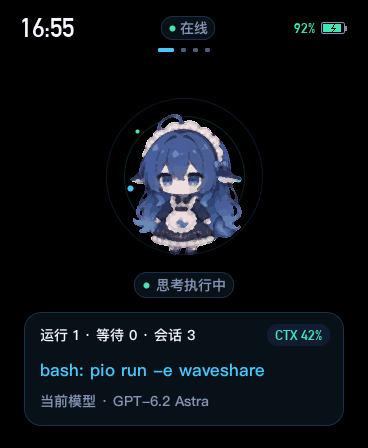 16:55
在线
92%
思考执行中
运行 1 · 等待 0 · 会话 3
CTX 42%
bash: pio run -e waveshare
当前模型 · GPT-6.2 Astra